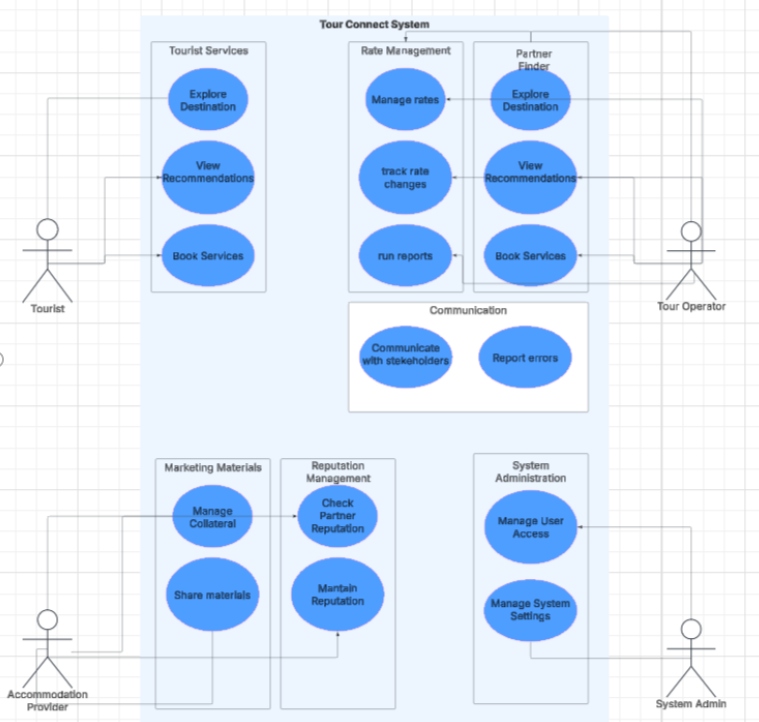 Tour Connect System
Tourist Services
Explore
Destination
View
Recommendations
Book Services
Rate Management
Manage rates
track rate
changes
run reports
Partner
Finder
Explore
Destination
View
Recommendations
Book Services
Tourist
Tour Operator
Communication
Communicate
with stekeholders
Report errors
Marketing Materials
Manage
Collateral
Share materials
Reputation
Management
Check
Partner
Reputation
Mantain
Reputation
System
Administration
Manage User
Access
Manage System
Settings
Accommodation
Provider
System Admin